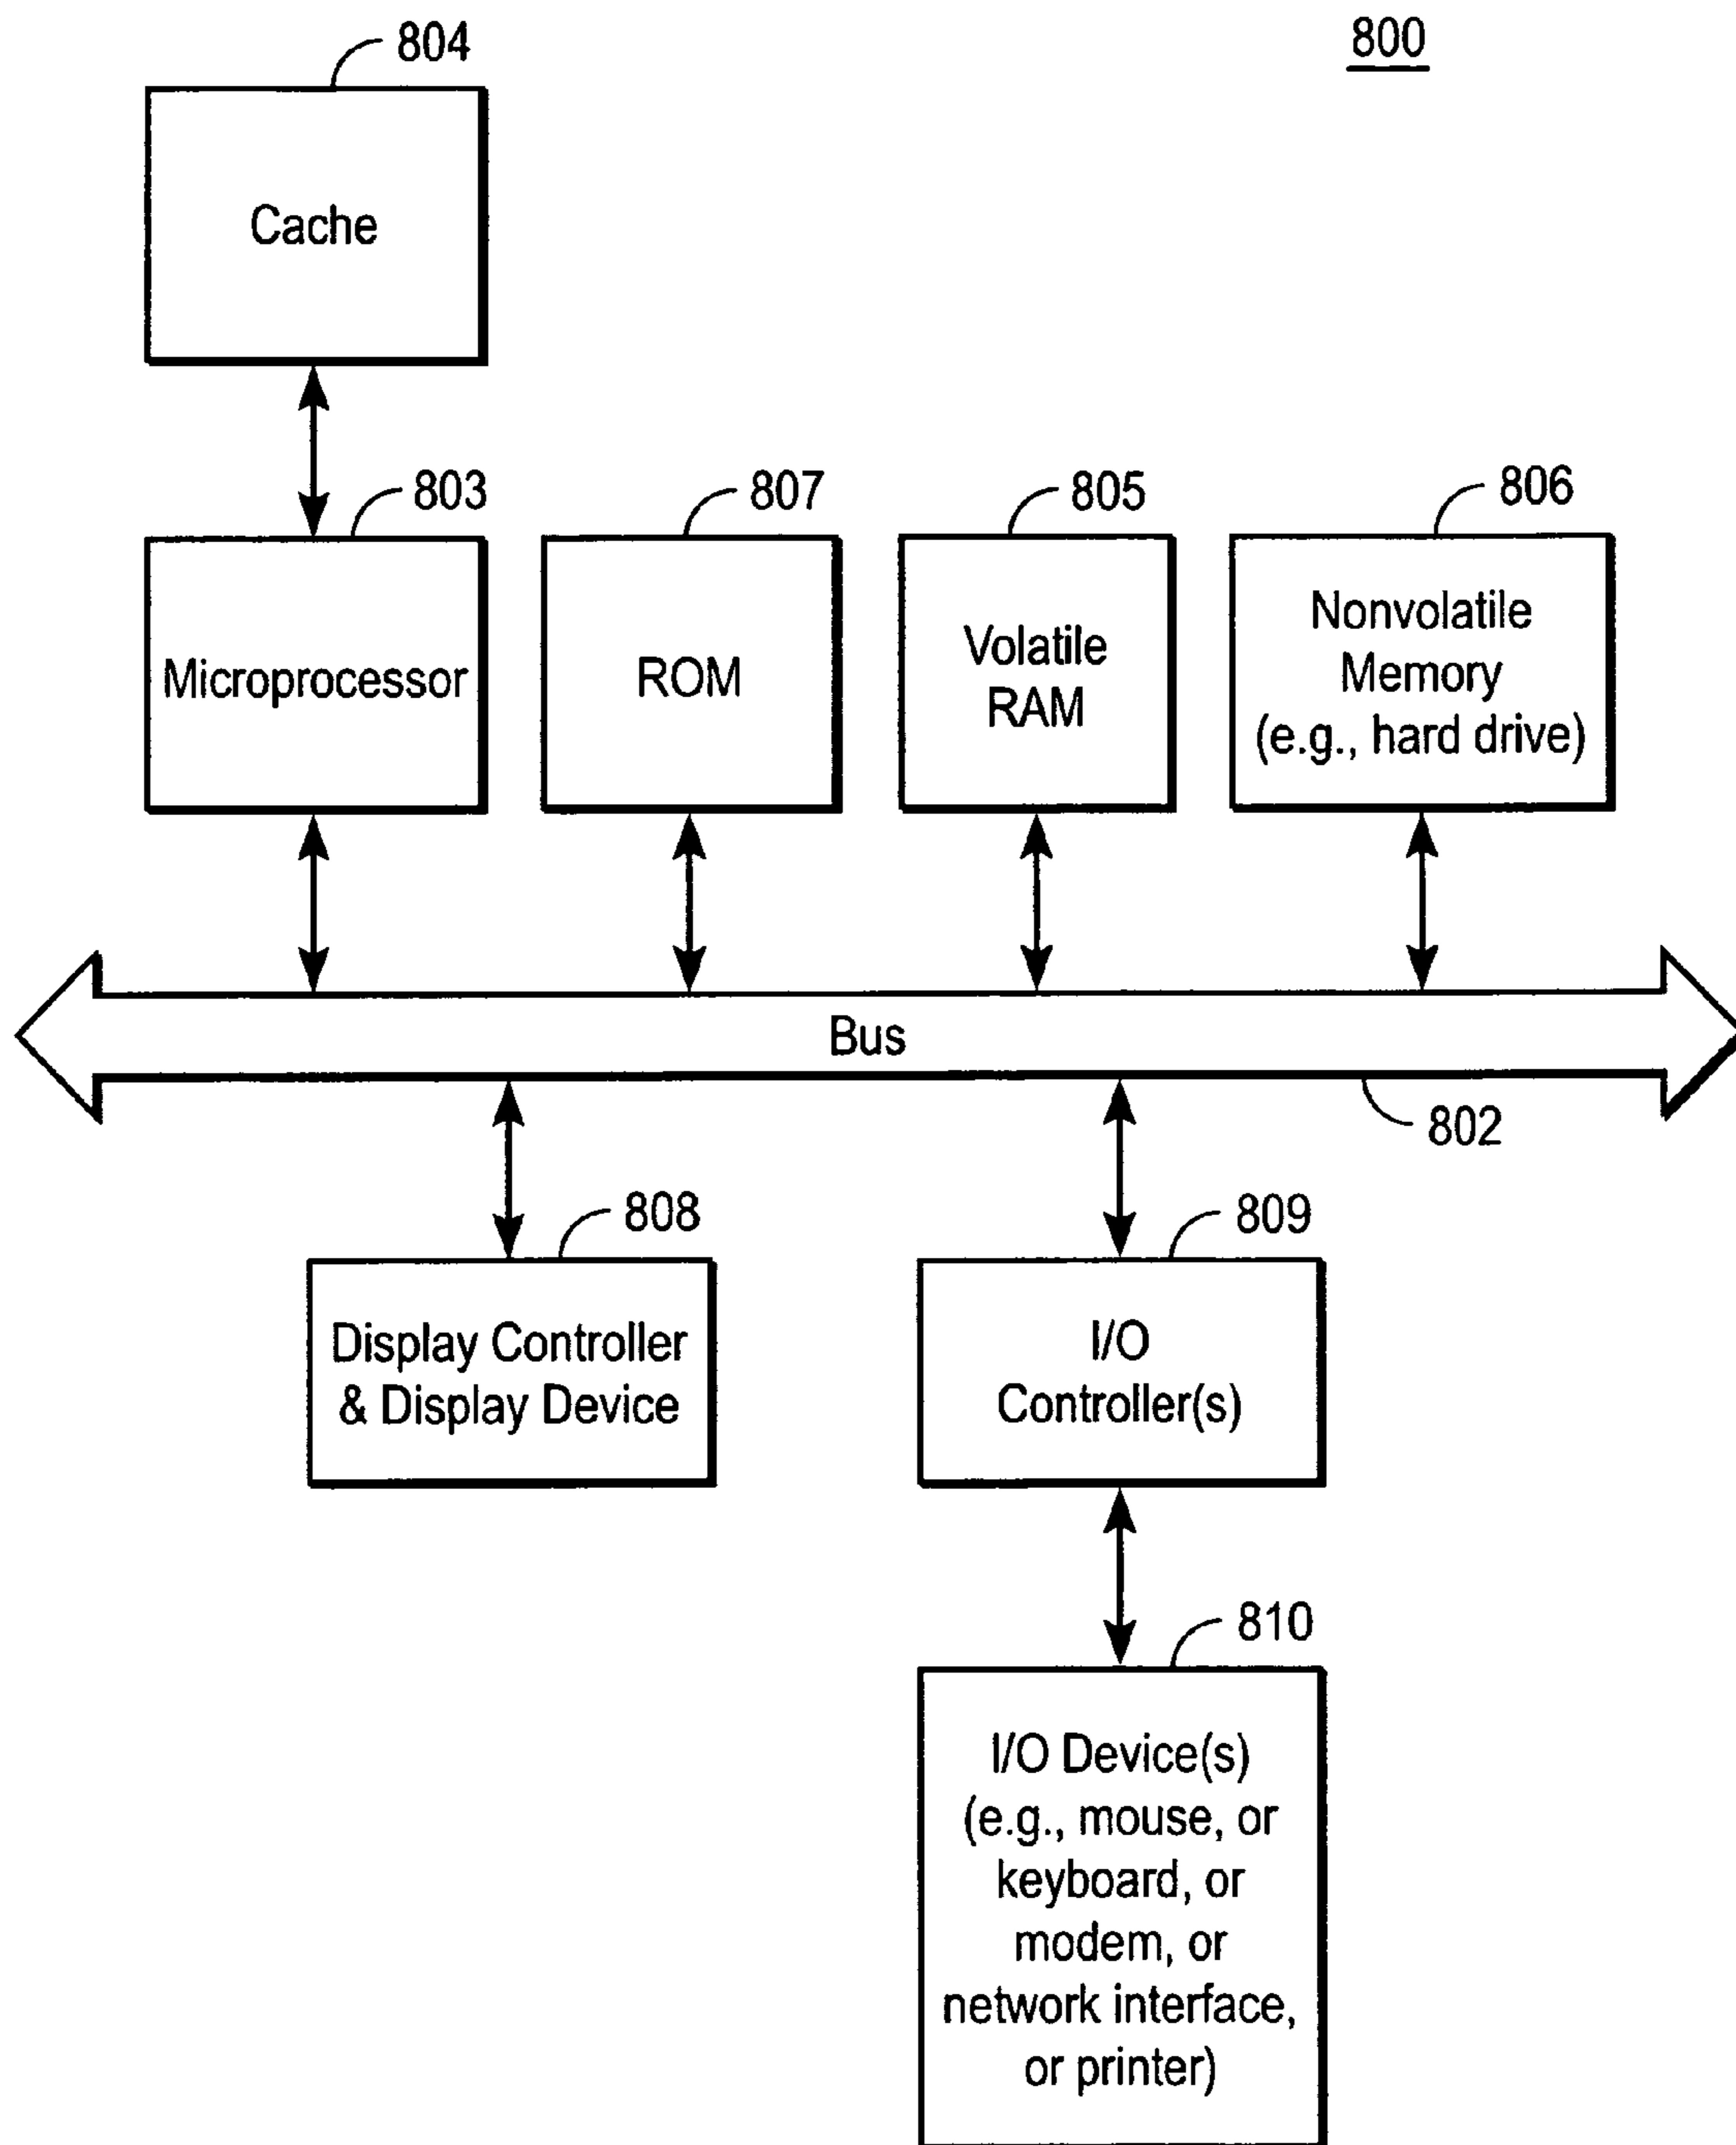 804
800
Cache
803
807
805
806
Microprocessor
ROM
Volatile
RAM
Nonvolatile
Memory
(e.g., hard drive)
Bus
802
808
809
Display Controller
& Display Device
I/O
Controller(s)
810
I/O Device(s)
(e.g., mouse, or
keyboard, or
modem, or
network interface,
or printer)